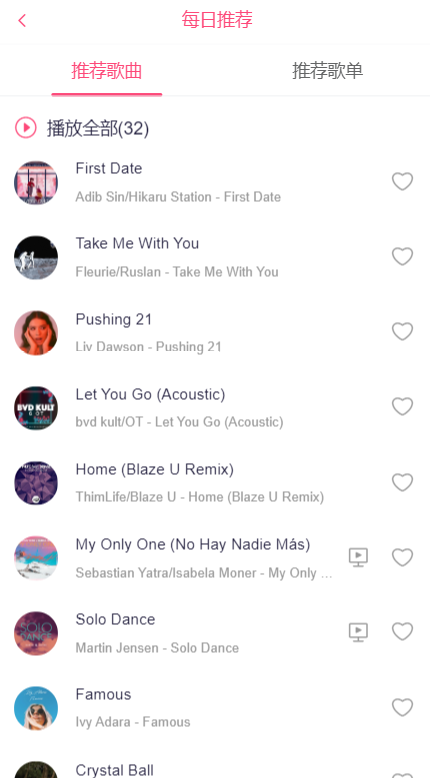 每日推荐
推荐歌曲
推荐歌单
播放全部(32)
First Date
Adib Sin/Hikaru Station - First Date
Take Me With You
Fleurie/Ruslan - Take Me With You
Pushing 21
Liv Dawson - Pushing 21
Let You Go (Acoustic)
BVD KULT
bvd kult/OT - Let You Go (Acoustic)
Home (Blaze U Remix)
ThimLife/Blaze U - Home (Blaze U Remix)
My Only One (No Hay Nadie Más)
Sebastian Yatra/Isabela Moner - My Only ...
Solo Dance
SOLO
DANCE
Martin Jensen - Solo Dance
Famous
Ivy Adara - Famous
Crystal Ball